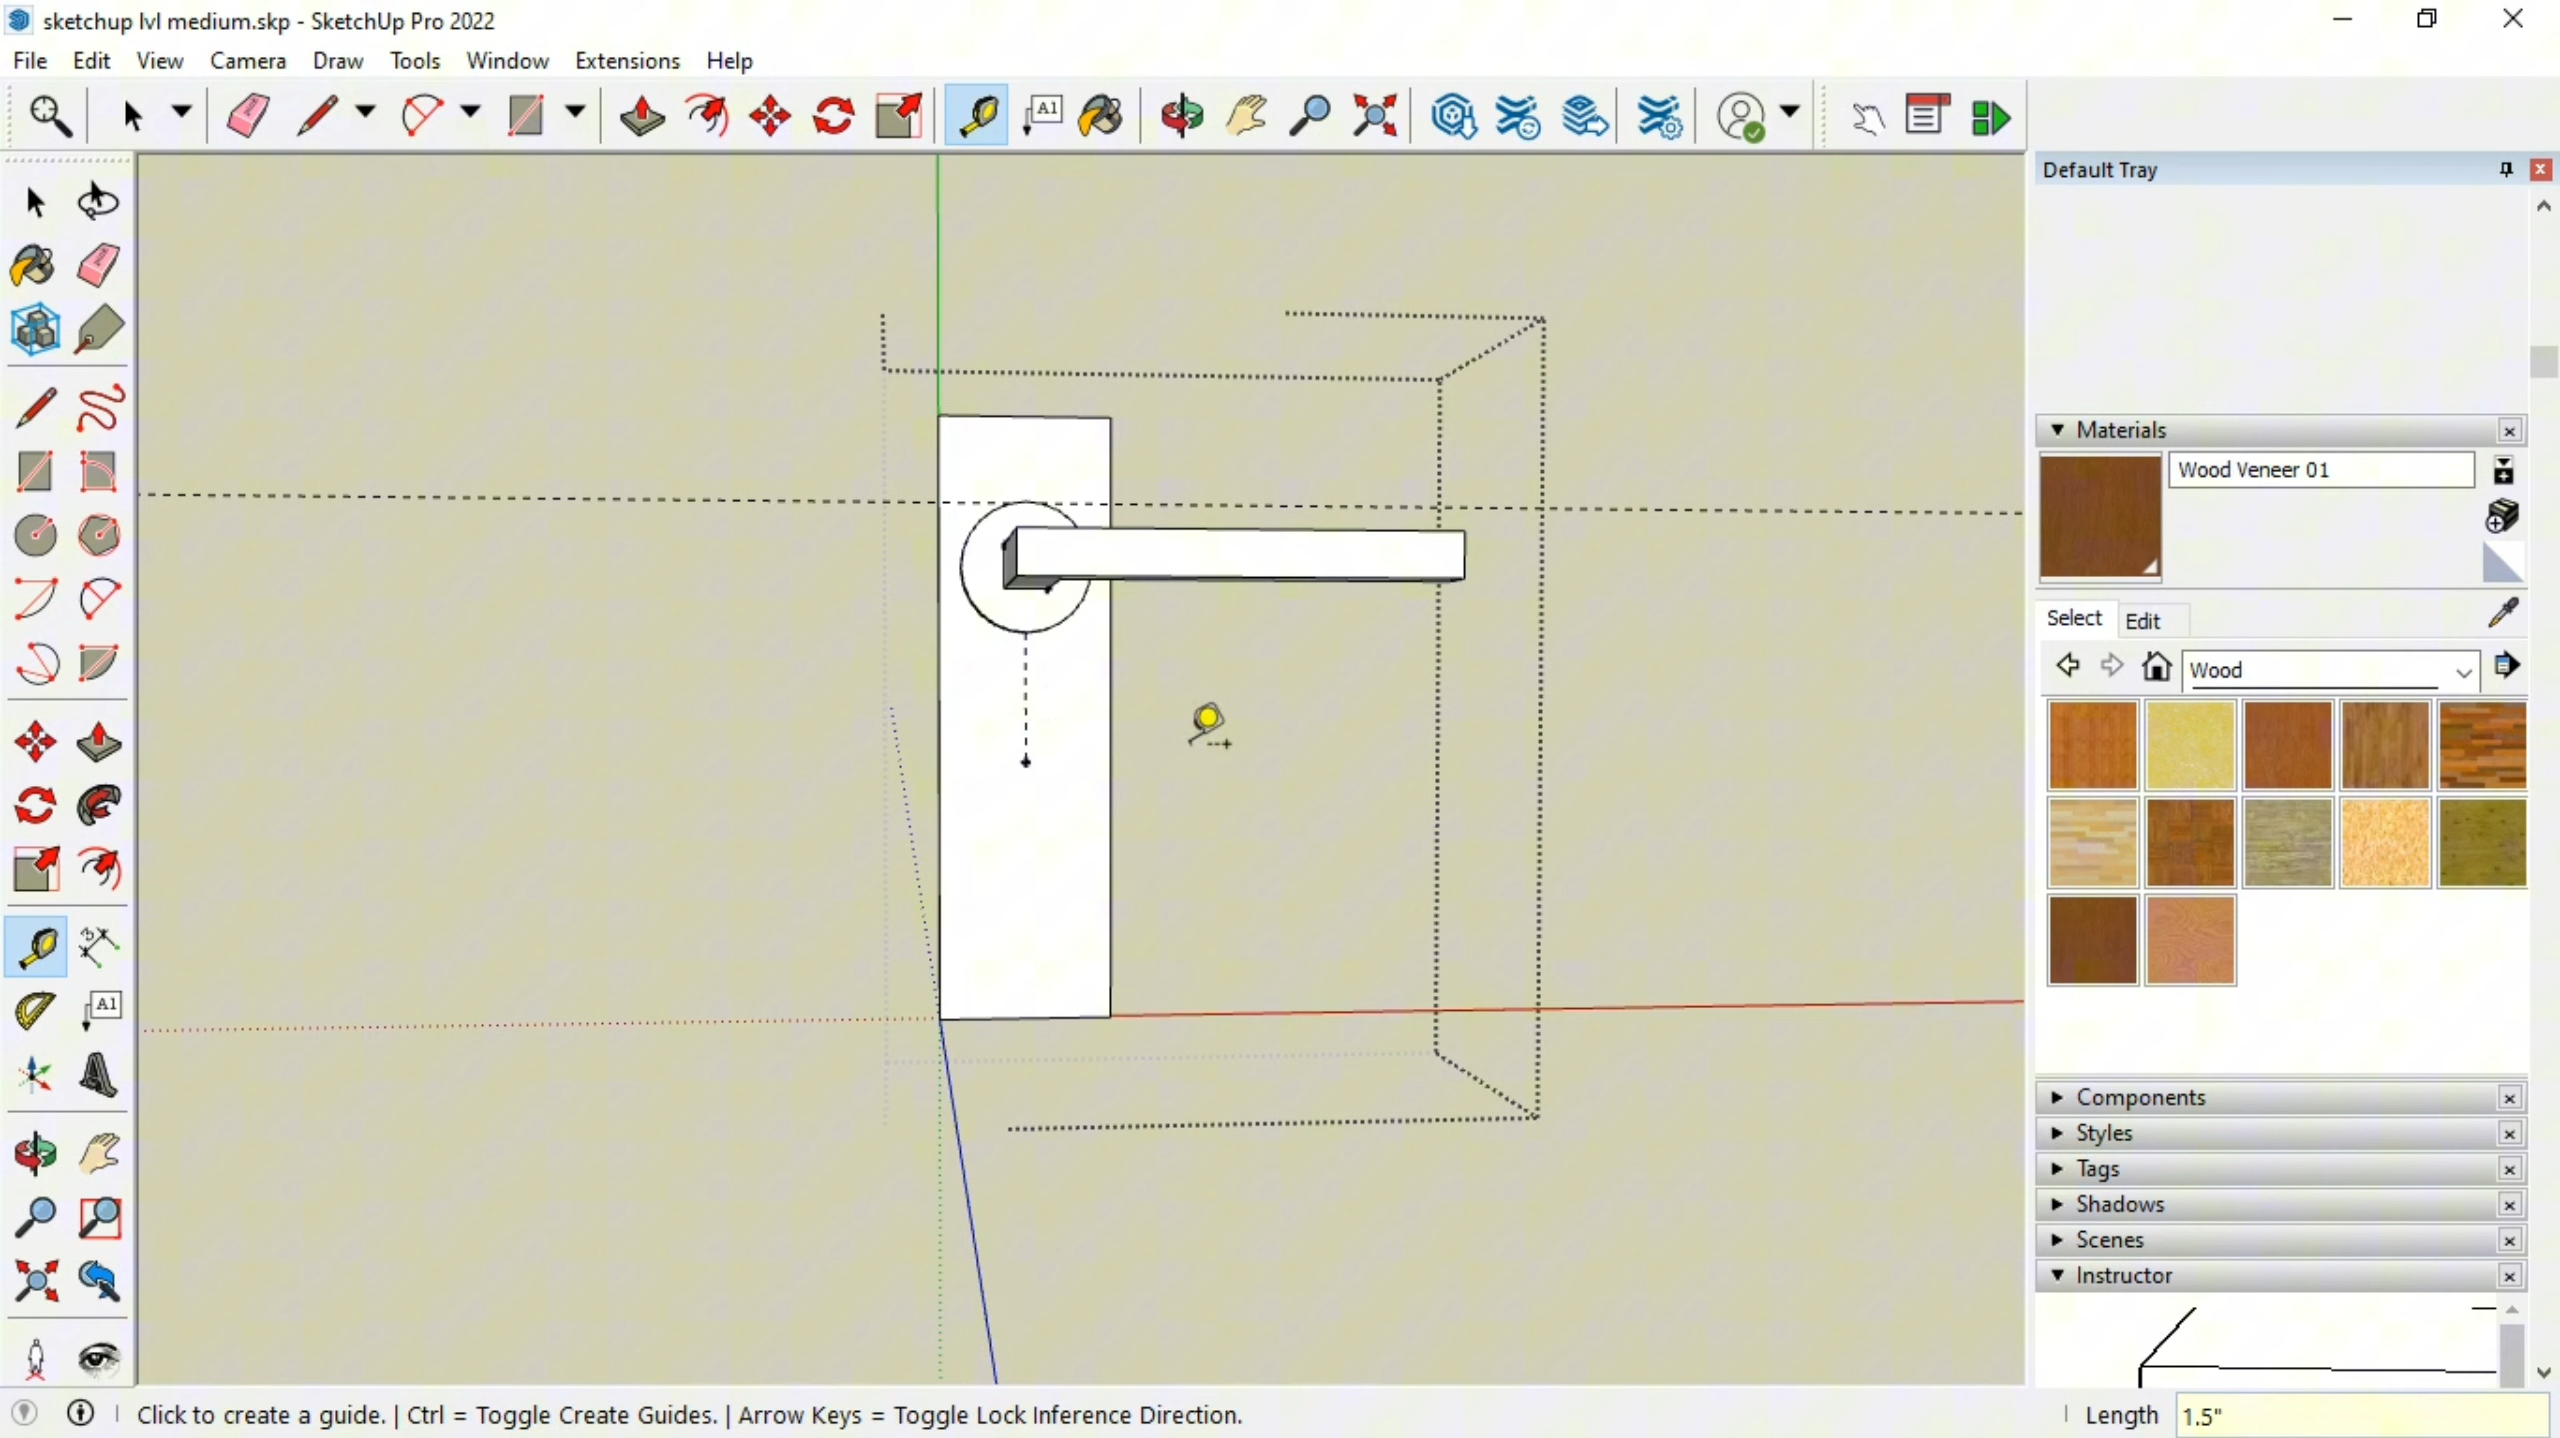 sketchup lvl medium.skp - SketchUp Pro 2022
File Edit View Camera Draw Tools Window Extensions Help
A1
Default Tray
Materials
Wood Veneer 01
Select Edit
Wood
A1
Components
Styles
Tags
Shadows
Scenes
Instructor
Click to create a guide. | Ctrl = Toggle Create Guides. | Arrow Keys = Toggle Lock Inference Direction.
Length 1.5"